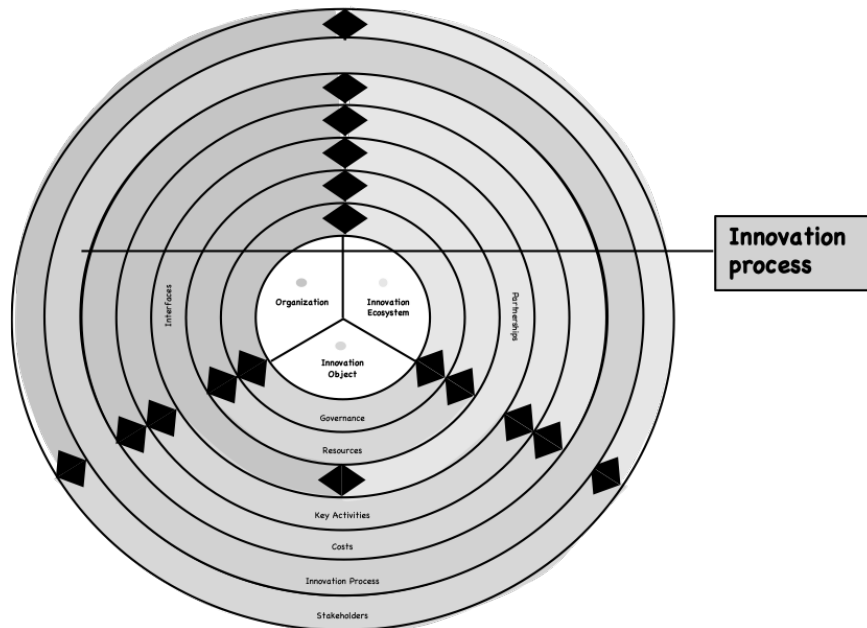 Innovation
process
Interfaces
Partnerships
Organization
Innovation
Ecosystem
Innovation
Object
Governance
Resources
Key Activities
Costs
Innovation Process
Stakeholders